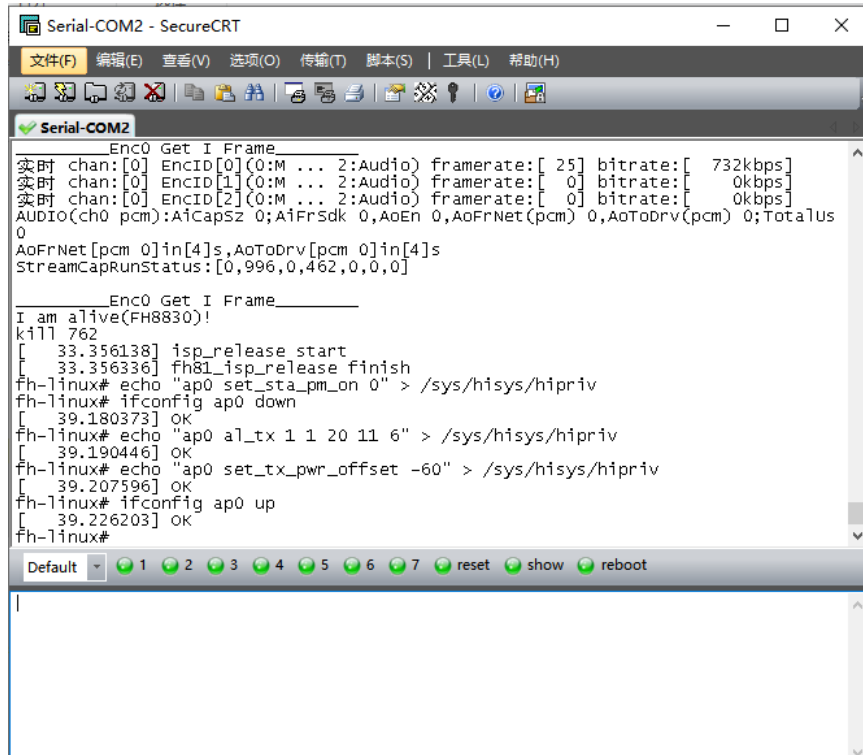 Serial-COM2 - SecureCRT
文件(F) 编辑(E) 查看(V) 选项(O) 传输(T) 脚本(S) | 工具(L) 帮助(H)
Serial-COM2
________Enc0 Get I Frame________
实时 chan:[0] EncID[0](0:M ... 2:Audio) framerate:[ 25] bitrate:[  732kbps]
实时 chan:[0] EncID[1](0:M ... 2:Audio) framerate:[  0] bitrate:[    0kbps]
实时 chan:[0] EncID[2](0:M ... 2:Audio) framerate:[  0] bitrate:[    0kbps]
AUDIO(ch0 pcm):AiCapSz 0;AiFrSdk 0,AoEn 0,AoFrNet(pcm) 0,AoToDrv(pcm) 0;TotalUs
0
AoFrNet[pcm 0]in[4]s,AoToDrv[pcm 0]in[4]s
StreamCapRunStatus:[0,996,0,462,0,0,0]
________Enc0 Get I Frame________
I am alive(FH8830)!
kill 762
[   33.356138] isp_release start
[   33.356336] fh81_isp_release finish
fh-linux# echo "ap0 set_sta_pm_on 0" > /sys/hisys/hipriv
fh-linux# ifconfig ap0 down
[   39.180373] OK
fh-linux# echo "ap0 al_tx 1 1 20 11 6" > /sys/hisys/hipriv
[   39.190446] OK
fh-linux# echo "ap0 set_tx_pwr_offset -60" > /sys/hisys/hipriv
[   39.207596] OK
fh-linux# ifconfig ap0 up
[   39.226203] OK
fh-linux#
Default 1 2 3 4 5 6 7 reset show reboot